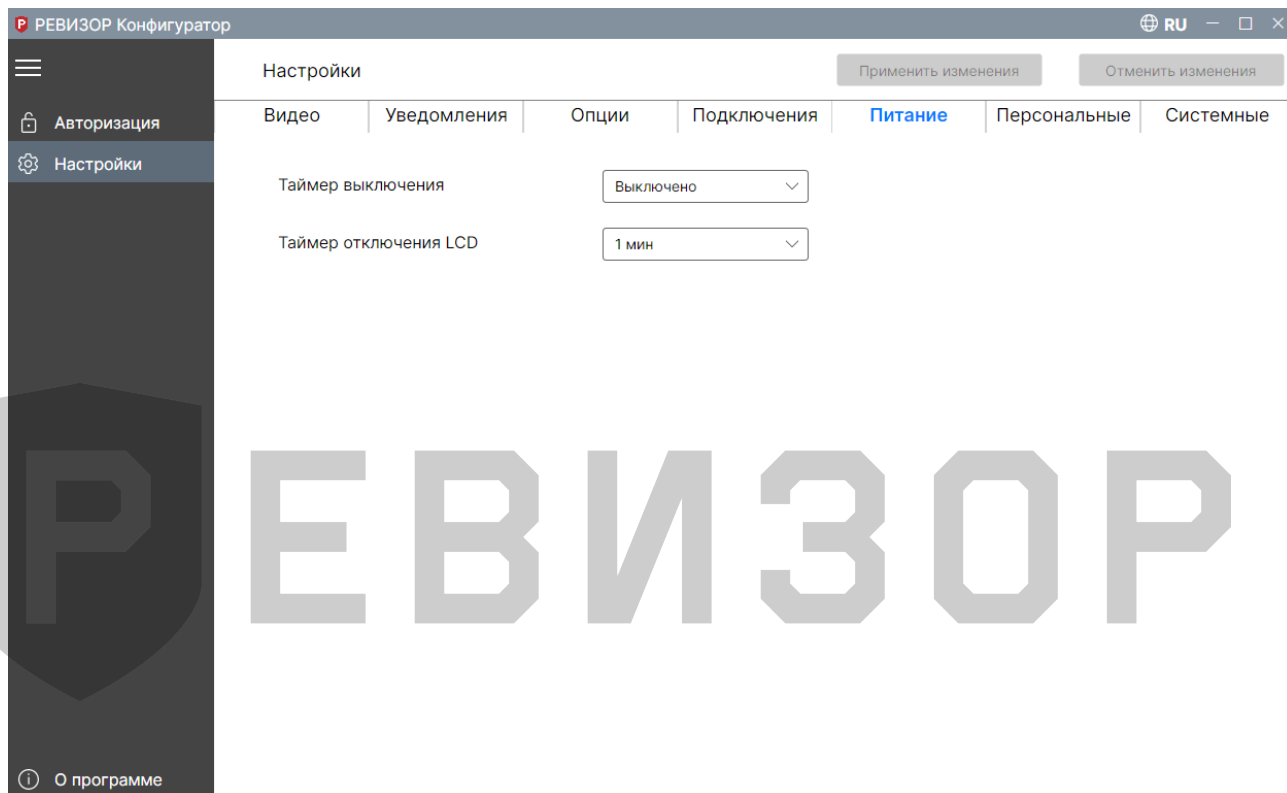 Р РЕВИЗОР Конфигуратор RU
Настройки Применить изменения Отменить изменения
Авторизация
Настройки
Видео Уведомления Опции Подключения Питание Персональные Системные
Таймер выключения Выключено
Таймер отключения LCD 1 мин
РЕВИЗОР
О программе